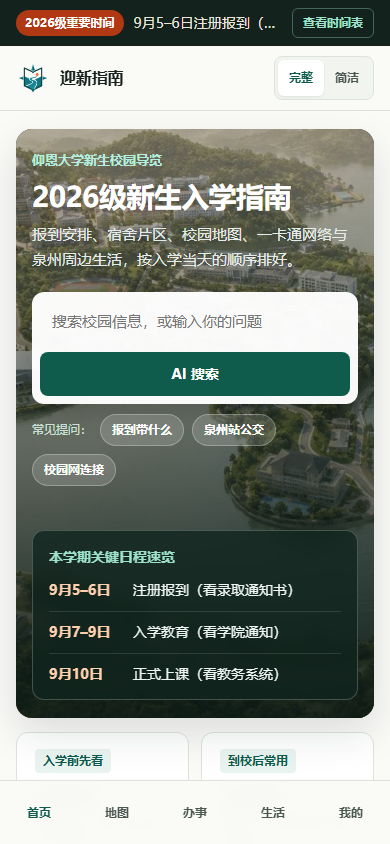 2026级重要时间 9月5–6日注册报到（... 查看时间表
迎新指南 完整 简洁
仰恩大学新生校园导览
2026级新生入学指南
报到安排、宿舍片区、校园地图、一卡通网络与
泉州周边生活，按入学当天的顺序排好。
搜索校园信息，或输入你的问题
AI 搜索
常见提问： 报到带什么 泉州站公交
校园网连接
本学期关键日程速览
9月5–6日 注册报到（看录取通知书）
9月7–9日 入学教育（看学院通知）
9月10日 正式上课（看教务系统）
入学前先看 到校后常用
首页 地图 办事 生活 我的